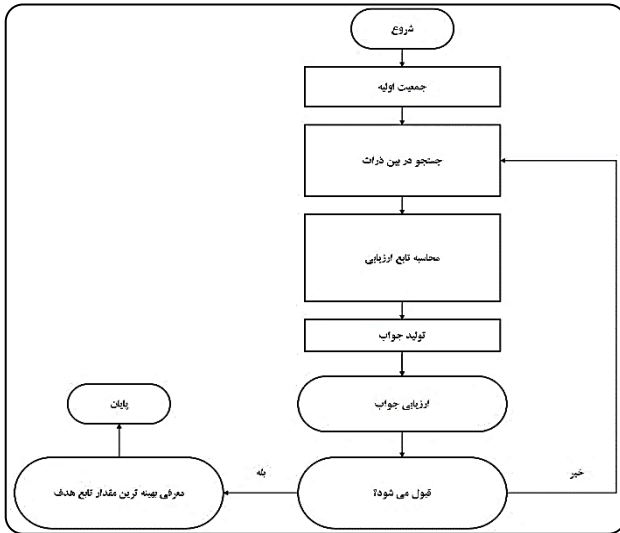 شروع
جمعیت اولیه
جستجو در بین ذرات
محاسبه تابع ارزیابی
تولید جواب
ارزیابی جواب
پایان
خیر
بله
قبول می شود؟
معرفی بهینه ترین مقدار تابع هدف